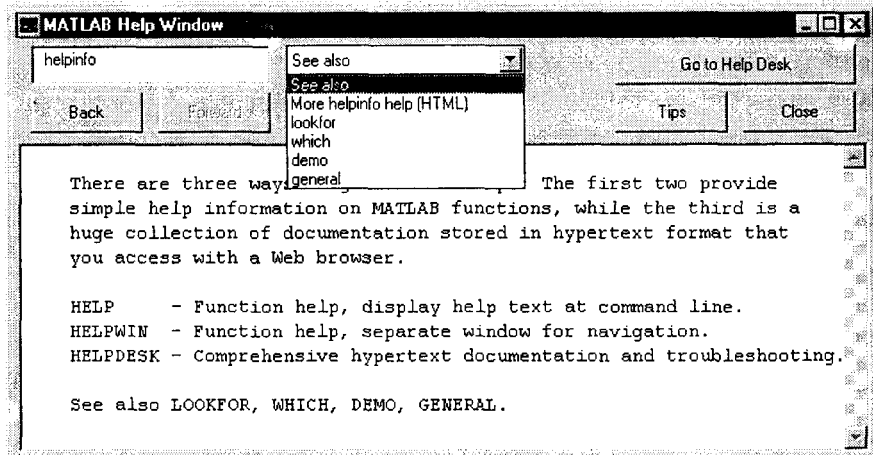 MATLAB Help Window
helpinfo
See also
Go to Help Desk
Back
Forward
See also
More helpinfo help (HTML)
lookfor
which
demo
general
Tips
Close
There are three ways The first two provide
simple help information on MATLAB functions, while the third is a
huge collection of documentation stored in hypertext format that
you access with a Web browser.
HELP - Function help, display help text at command line.
HELPWIN - Function help, separate window for navigation.
HELPDESK - Comprehensive hypertext documentation and troubleshooting.
See also LOOKFOR, WHICH, DEMO, GENERAL.